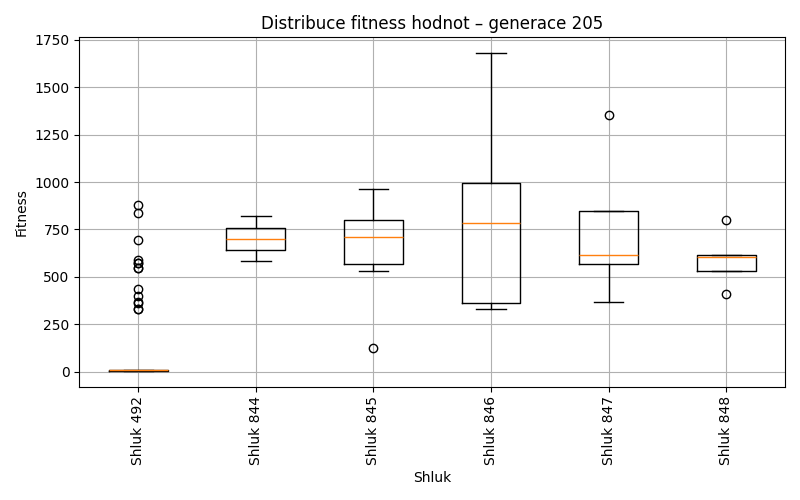 Distribuce fitness hodnot – generace 205
1750
1500
1250
1000
750
500
250
0
Fitness
Shluk 492
Shluk 844
Shluk 845
Shluk 846
Shluk 847
Shluk 848
Shluk